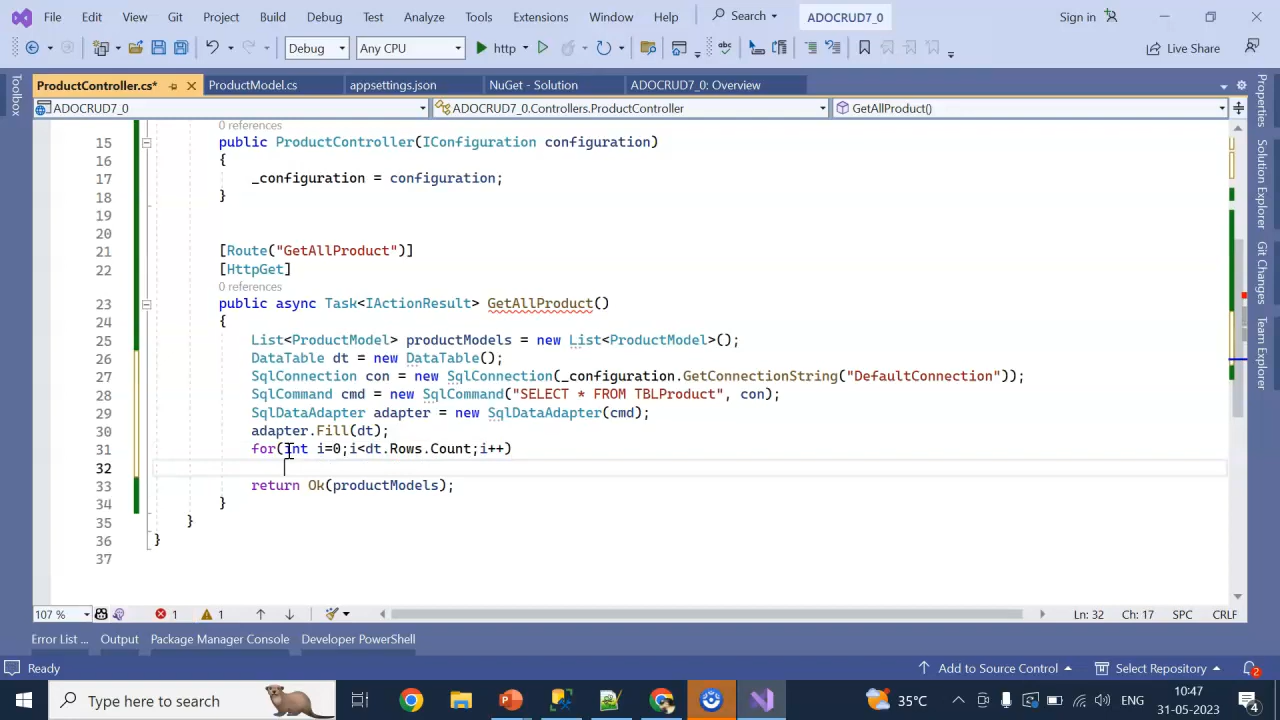 File Edit View Git Project Build Debug Test Analyze Tools Extensions Window Help Search ADOCRUD7_0 Sign in
Debug Any CPU http Live Share
ProductController.cs* ProductModel.cs appsettings.json NuGet - Solution ADOCRUD7_0: Overview
ADOCRUD7_0 ADOCRUD7_0.Controllers.ProductController GetAllProduct()
Toolbox
0 references
15 public ProductController(IConfiguration configuration)
16 {
17 _configuration = configuration;
18 }
19
20
21 [Route("GetAllProduct")]
22 [HttpGet]
0 references
23 public async Task<IActionResult> GetAllProduct()
24 {
25 List<ProductModel> productModels = new List<ProductModel>();
26 DataTable dt = new DataTable();
27 SqlConnection con = new SqlConnection(_configuration.GetConnectionString("DefaultConnection"));
28 SqlCommand cmd = new SqlCommand("SELECT * FROM TBLProduct", con);
29 SqlDataAdapter adapter = new SqlDataAdapter(cmd);
30 adapter.Fill(dt);
31 for(int i=0;i<dt.Rows.Count;i++)
32
33 return Ok(productModels);
34 }
35 }
36 }
37
Properties
Solution Explorer
Git Changes
Team Explorer
107 % 1 1 Ln: 32 Ch: 17 SPC CRLF
Error List ... Output Package Manager Console Developer PowerShell
Ready Add to Source Control Select Repository 2
Type here to search 35°C ENG 10:47
31-05-2023 4